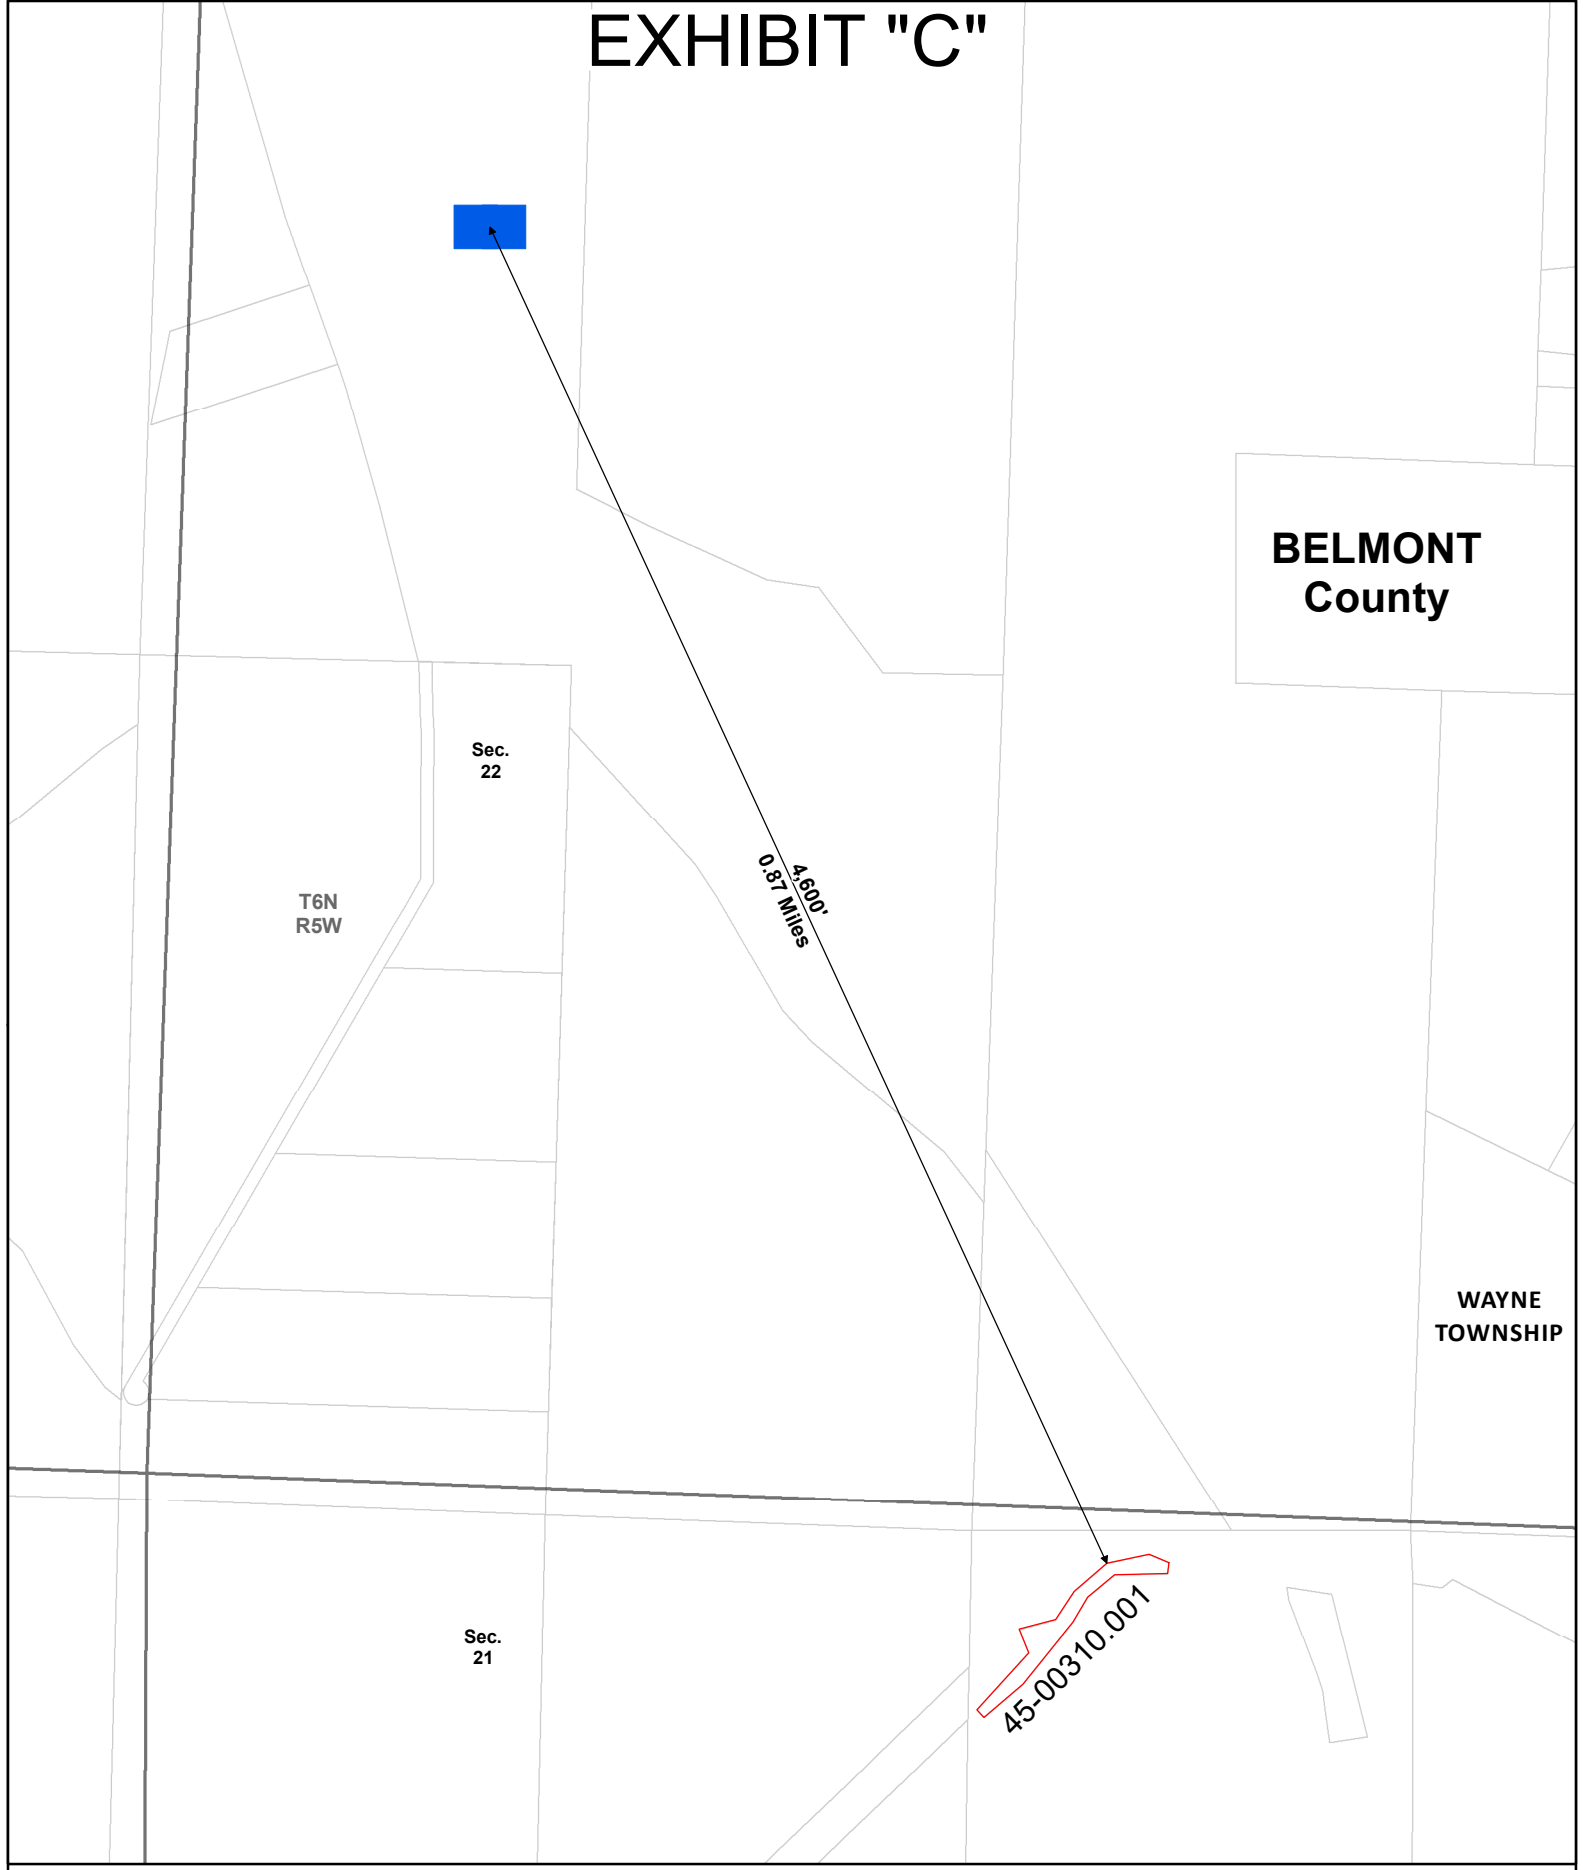 EXHIBIT "C"
BELMONT
County
Sec.
22
T6N
R5W
4,600'
0.87 Miles
WAYNE
TOWNSHIP
Sec.
21
45-00310.001